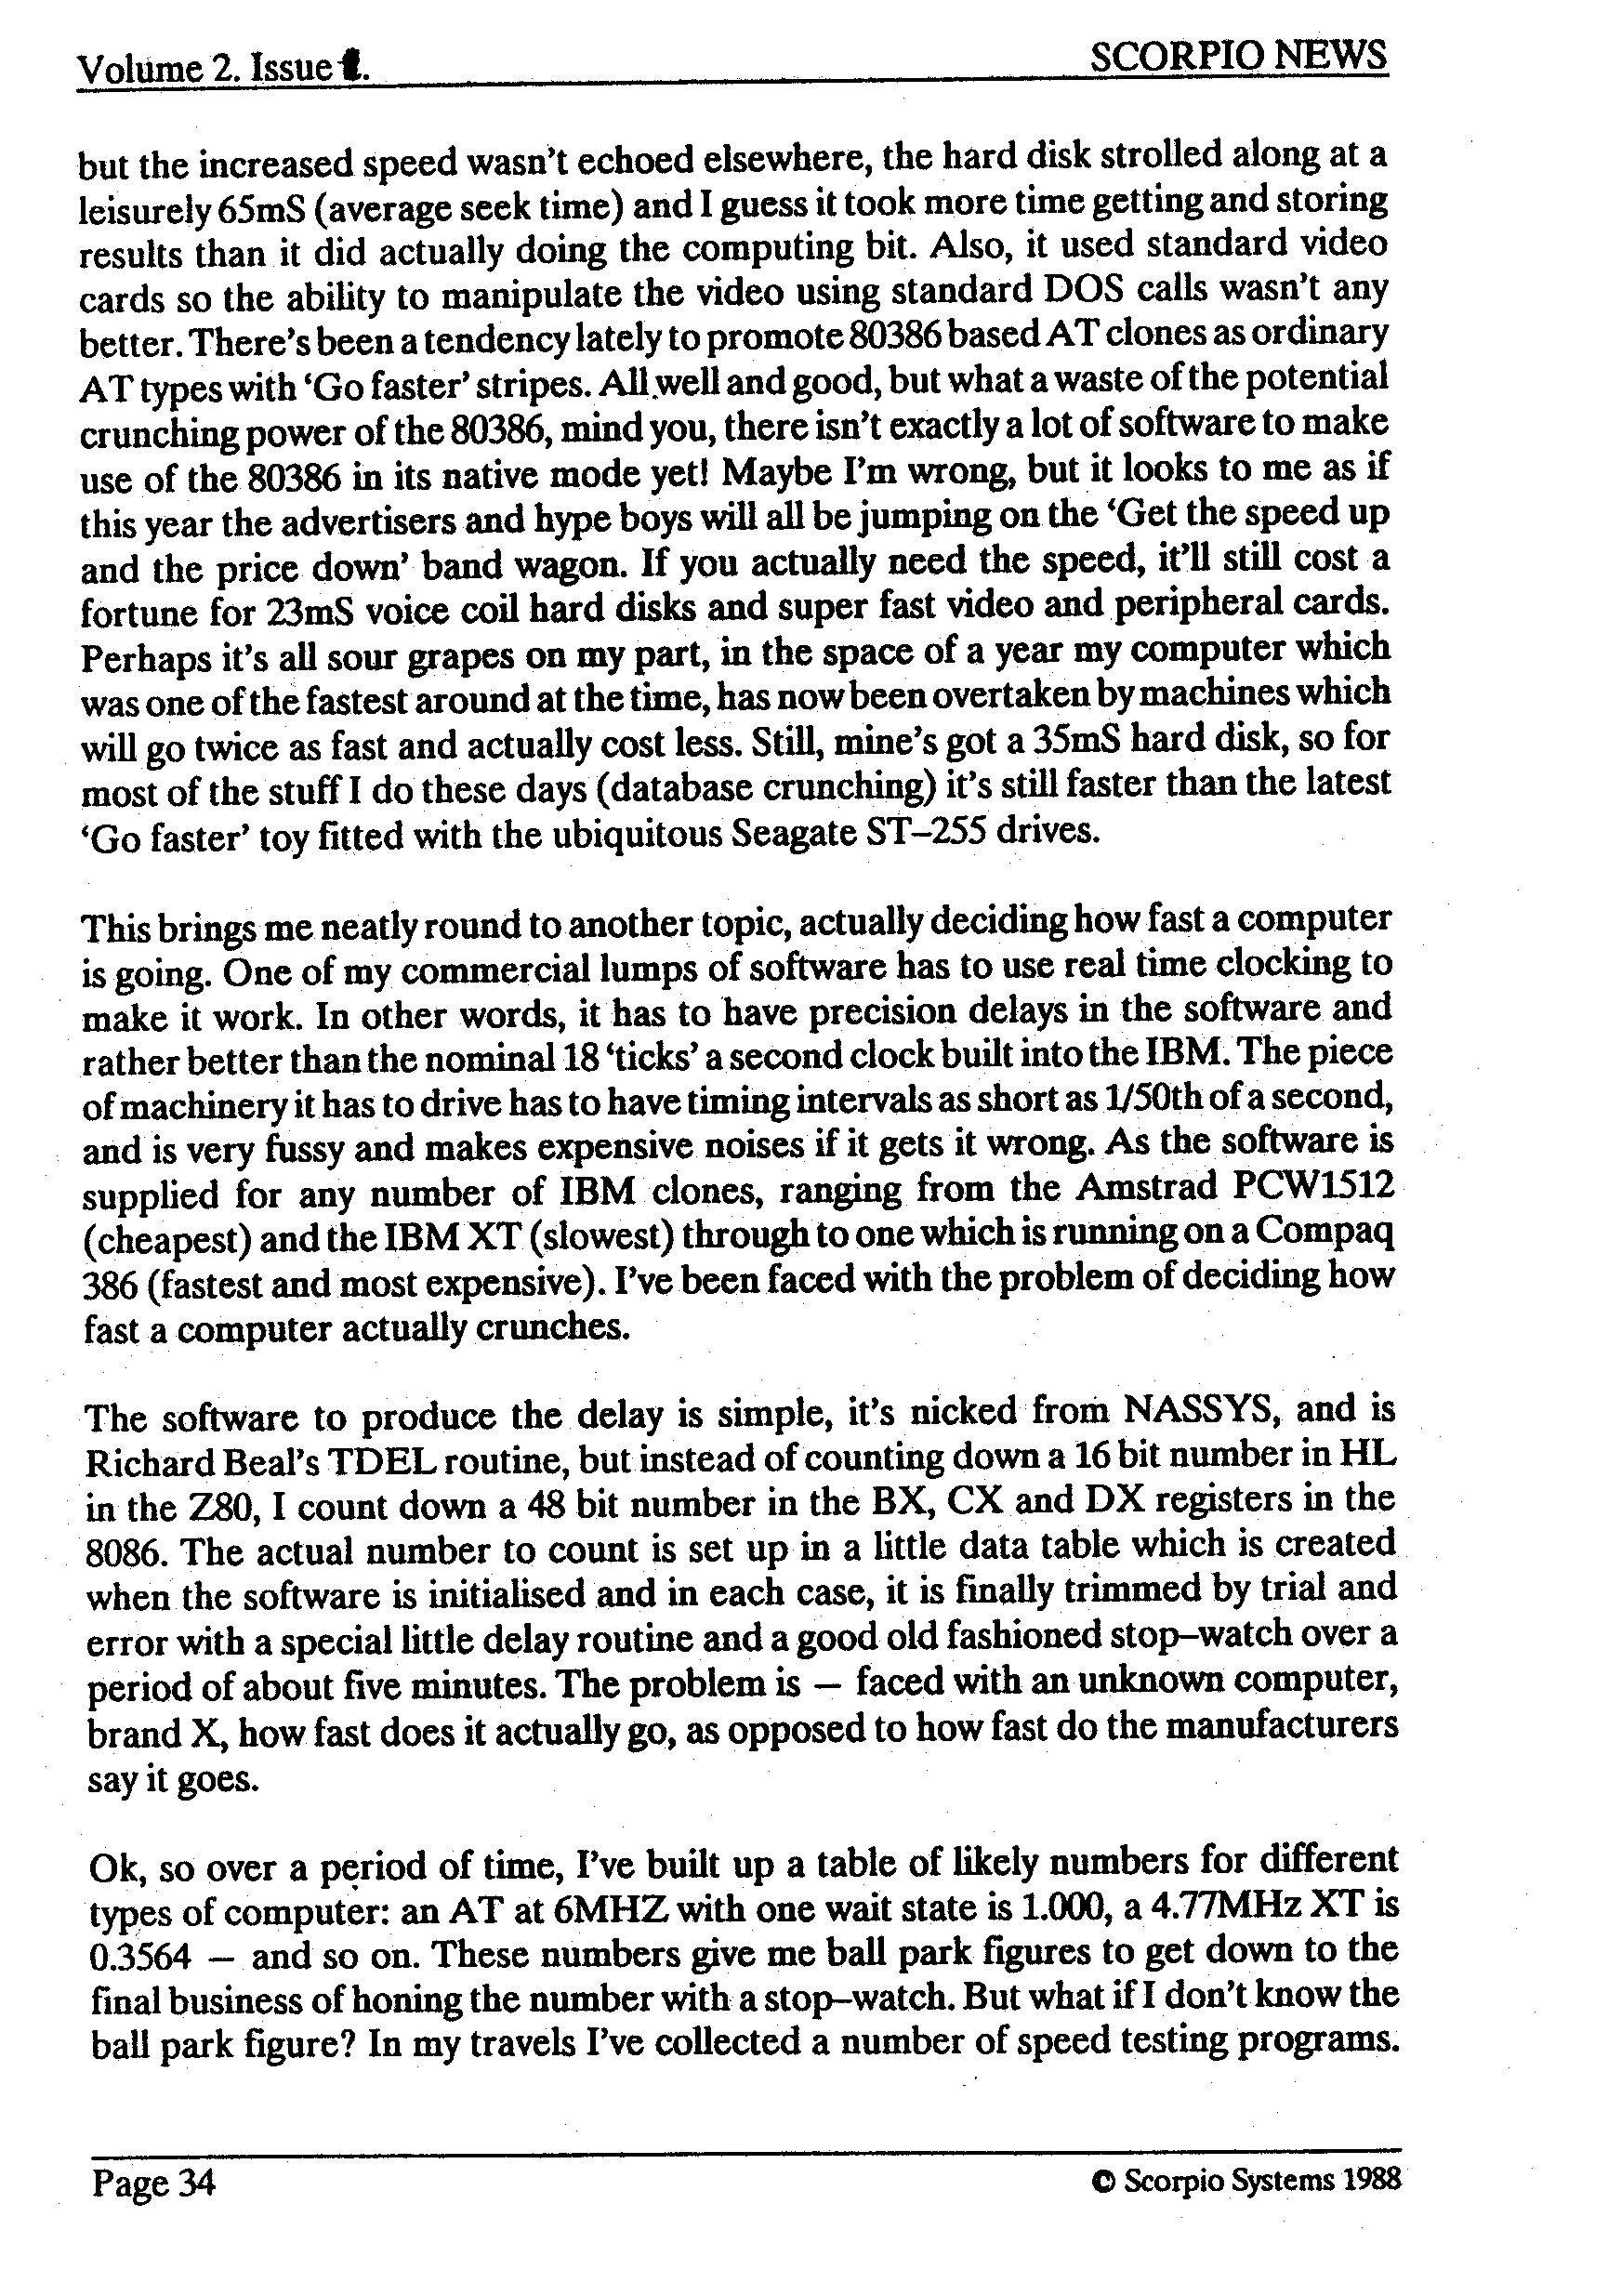 Volume 2. Issue
SCORPIO NEWS
but the increased speed wasn't echoed elsewhere, the hard disk strolled along at a
leisurely 65mS (average seek time) and I guess it took more time getting and storing
results than it did actually doing the computing bit. Also, it used standard video
cards so the ability to manipulate the video using standard DOS calls wasn't any
better. There's been a tendency lately to promote 80386 based AT clones as ordinary
AT types with ‘Go faster’ stripes. All well and good, but what a waste of the potential
crunching power of the 80386, mind you, there isn't exactly a lot of software to make
use of the 80386 in its native mode yet! Maybe I'm wrong, but it looks to me as if
this year the advertisers and hype boys will all be jumping on the ‘Get the speed up
and the price down’ band wagon. If you actually need the speed, it'll still cost a
fortune for 23mS voice coil hard disks and super fast video and peripheral cards.
Perhaps it's all sour grapes on my part, in the space of a year my computer which
was one of the fastest around at the time, has now been overtaken by machines which
will go twice as fast and actually cost less. Still, mine's got a 35mS hard disk, so for
most of the stuff I do these days (database crunching) it's still faster than the latest
‘Go faster’ toy fitted with the ubiquitous Seagate ST–255 drives.
This brings me neatly round to another topic, actually deciding how fast a computer
is going. One of my commercial lumps of software has to use real time clocking to
make it work. In other words, it has to have precision delays in the software and
rather better than the nominal 18 ‘ticks’ a second clock built into the IBM. The piece
of machinery it has to drive has to have timing intervals as short as 1/50th of a second,
and is very fussy and makes expensive noises if it gets it wrong. As the software is
supplied for any number of IBM clones, ranging from the Amstrad PCW1512
(cheapest) and the IBM XT (slowest) through to one which is running on a Compaq
386 (fastest and most expensive). I've been faced with the problem of deciding how
fast a computer actually crunches.
The software to produce the delay is simple, it's nicked from NASSYS, and is
Richard Beal's TDEL routine, but instead of counting down a 16 bit number in HL
in the Z80, I count down a 48 bit number in the BX, CX and DX registers in the
8086. The actual number to count is set up in a little data table which is created
when the software is initialised and in each case, it is finally trimmed by trial and
error with a special little delay routine and a good old fashioned stop–watch over a
period of about five minutes. The problem is – faced with an unknown computer,
brand X, how fast does it actually go, as opposed to how fast do the manufacturers
say it goes.
Ok, so over a period of time, I've built up a table of likely numbers for different
types of computer: an AT at 6MHZ with one wait state is 1.000, a 4.77MHz XT is
0.3564 – and so on. These numbers give me ball park figures to get down to the
final business of honing the number with a stop–watch. But what if I don't know the
ball park figure? In my travels I've collected a number of speed testing programs.
Page 34
© Scorpio Systems 1988